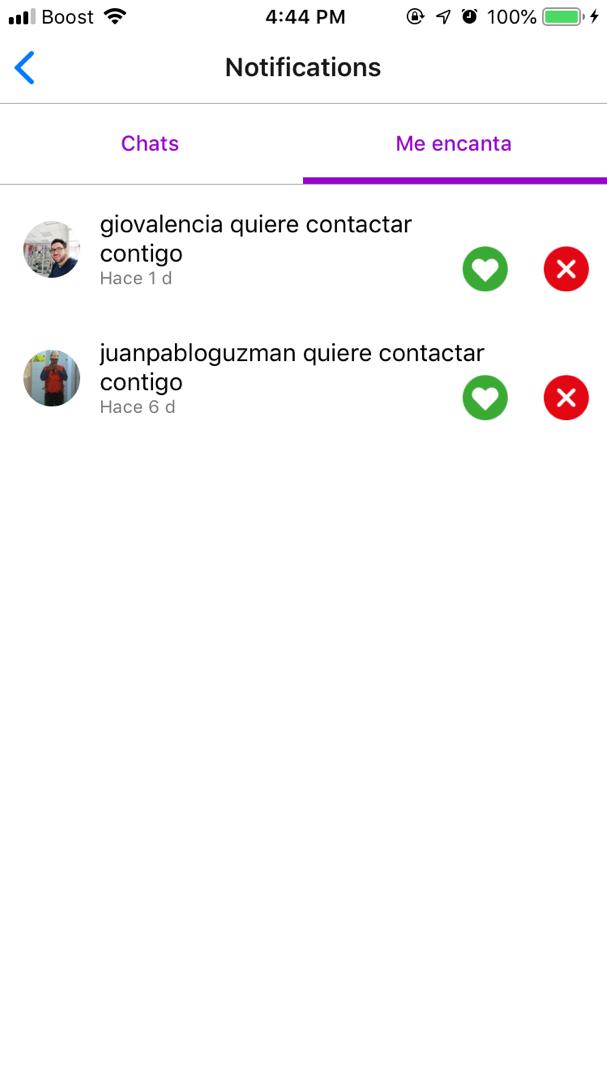 Boost 4:44 PM 100%
Notifications
Chats Me encanta
giovalencia quiere contactar
contigo
Hace 1 d
juanpabloguzman quiere contactar
contigo
Hace 6 d